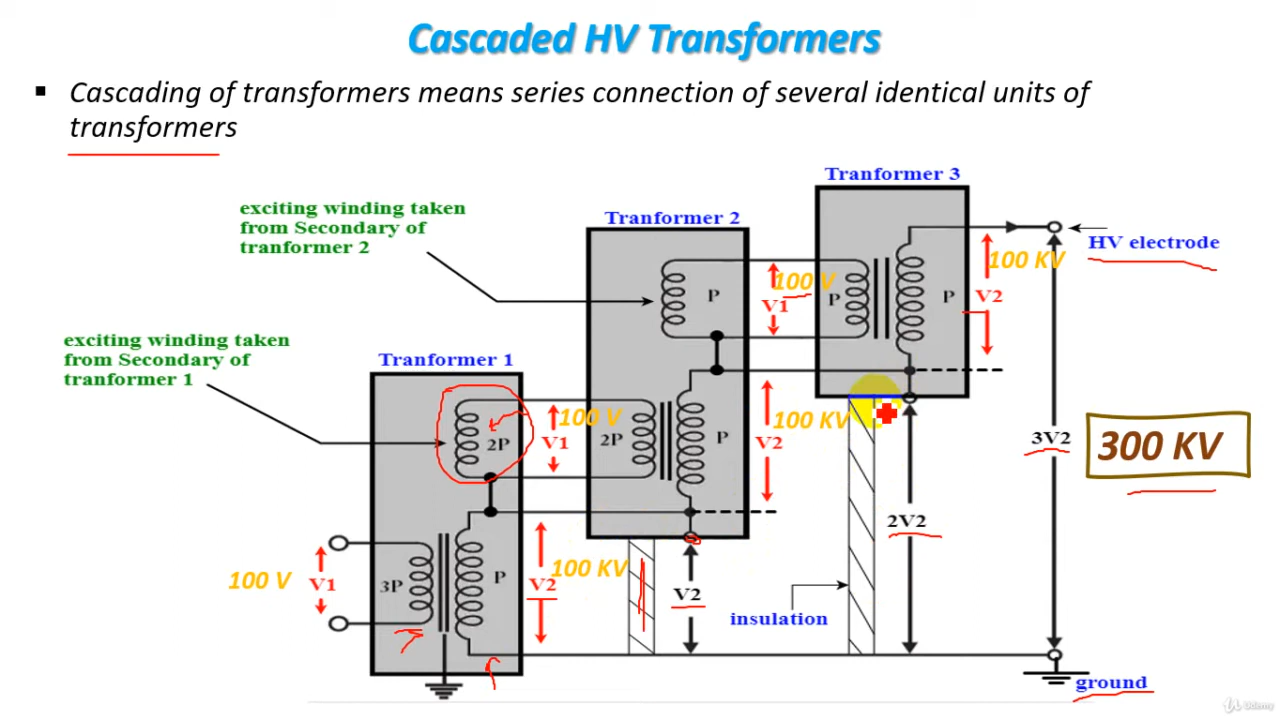 Cascaded HV Transformers
▪ Cascading of transformers means series connection of several identical units of
transformers
Tranformer 3
exciting winding taken
from Secondary of
tranformer 2
Tranformer 2
HV electrode
100 KV
P
100 V
V1
P
P
V2
exciting winding taken
from Secondary of
tranformer 1
Tranformer 1
2P
100 V
V1
2P
P
100 KV
V2
3V2
300 KV
2V2
100 V
V1
3P
P
100 KV
V2
V2
insulation
ground
Udemy